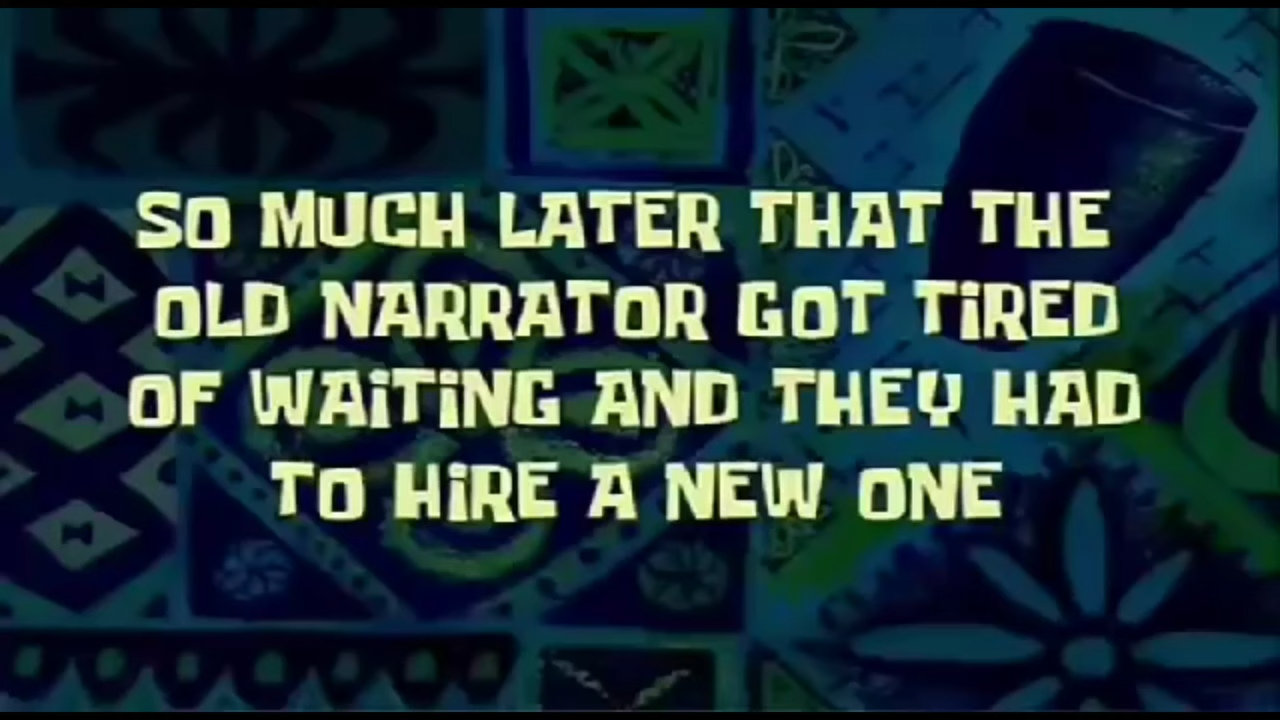 SO MUCH LATER THAT THE
OLD NARRATOR GOT TiRED
OF WAiTiNG AND THEY HAD
TO HiRE A NEW ONE